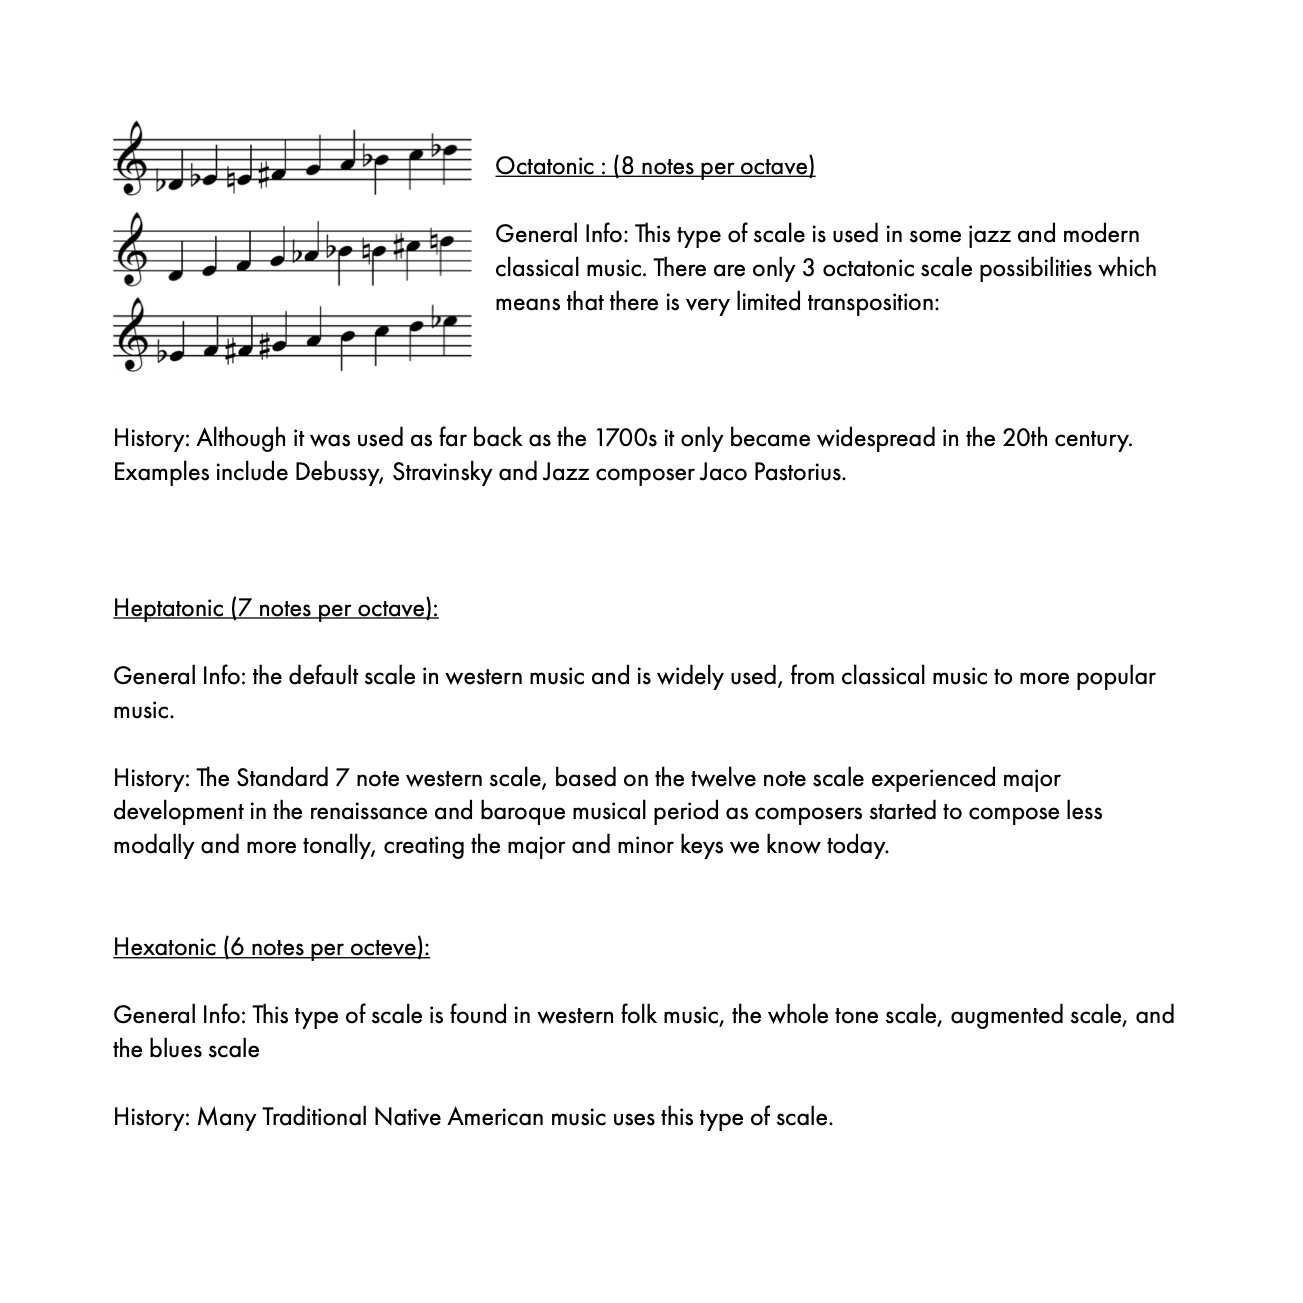 Octatonic : (8 notes per octave)
General Info: This type of scale is used in some jazz and modern
classical music. There are only 3 octatonic scale possibilities which
means that there is very limited transposition:
History: Although it was used as far back as the 1700s it only became widespread in the 20th century.
Examples include Debussy, Stravinsky and Jazz composer Jaco Pastorius.
Heptatonic (7 notes per octave):
General Info: the default scale in western music and is widely used, from classical music to more popular
music.
History: The Standard 7 note western scale, based on the twelve note scale experienced major
development in the renaissance and baroque musical period as composers started to compose less
modally and more tonally, creating the major and minor keys we know today.
Hexatonic (6 notes per octeve):
General Info: This type of scale is found in western folk music, the whole tone scale, augmented scale, and
the blues scale
History: Many Traditional Native American music uses this type of scale.